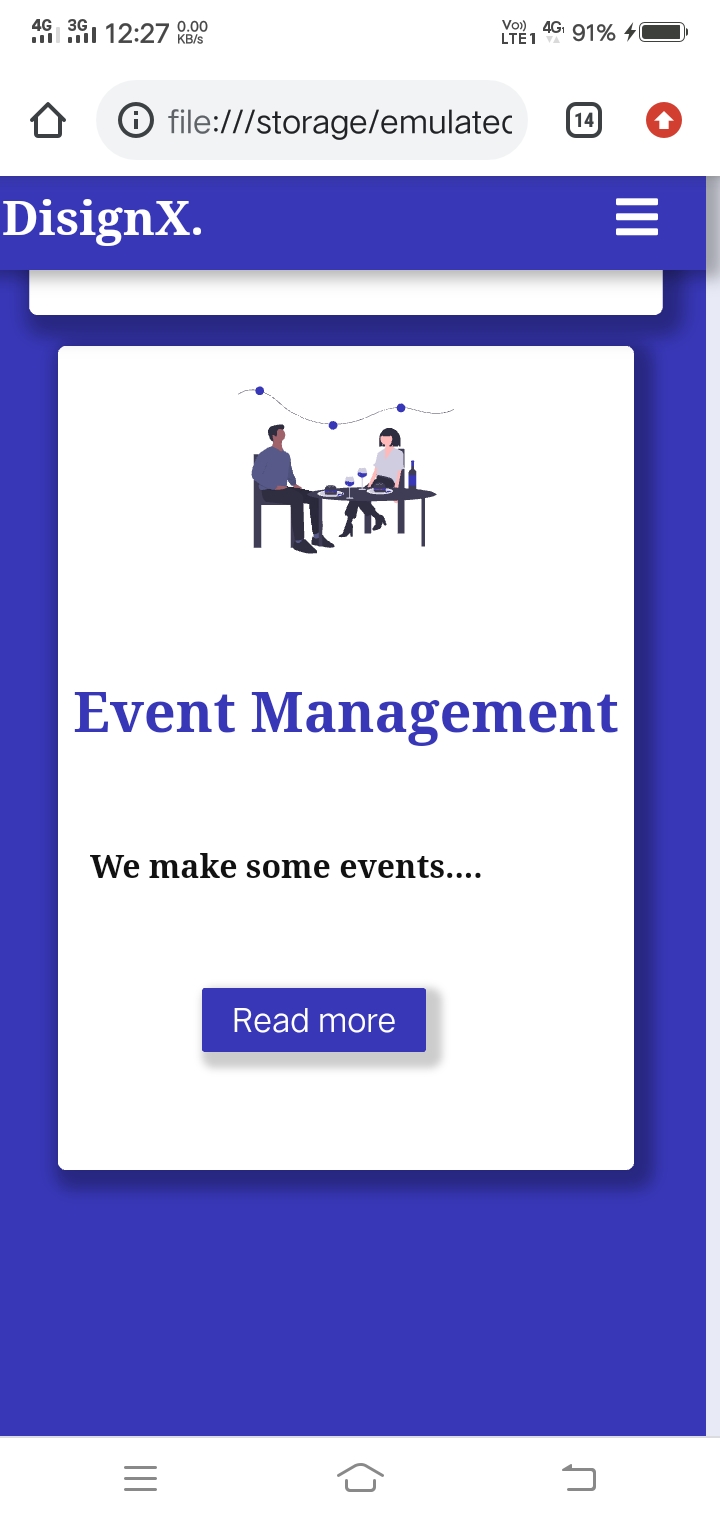 4G 3G 12:27 0.00 KB/s Vo)) LTE1 4G 91%
file:///storage/emulated
14
DisignX.
Event Management
We make some events....
Read more